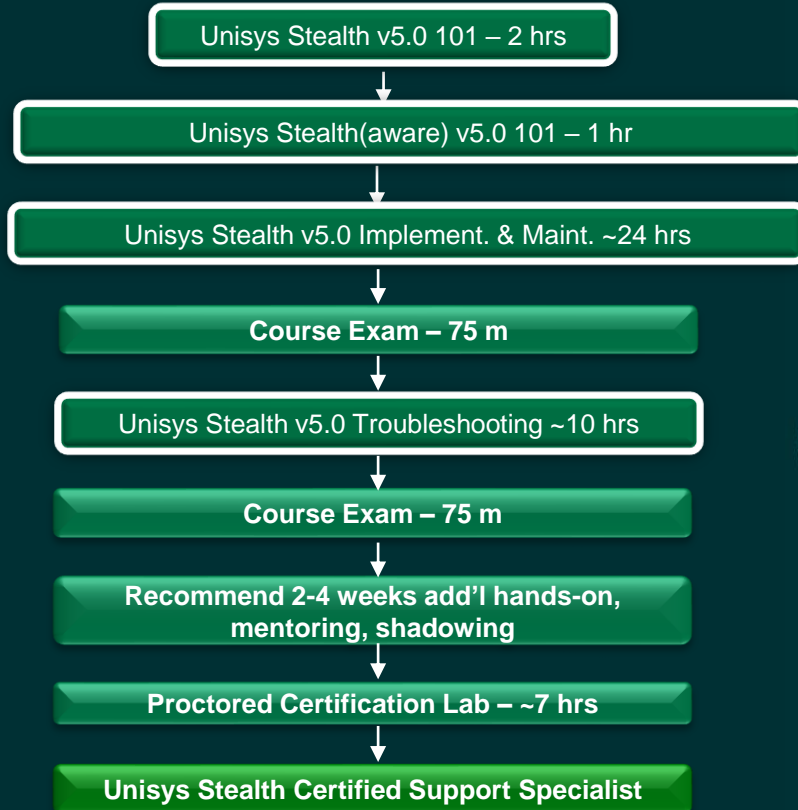 Unisys Stealth v5.0 101 – 2 hrs
Unisys Stealth(aware) v5.0 101 – 1 hr
Unisys Stealth v5.0 Implement. & Maint. ~24 hrs
Course Exam – 75 m
Unisys Stealth v5.0 Troubleshooting ~10 hrs
Course Exam – 75 m
Recommend 2-4 weeks add'l hands-on,
mentoring, shadowing
Proctored Certification Lab – ~7 hrs
Unisys Stealth Certified Support Specialist